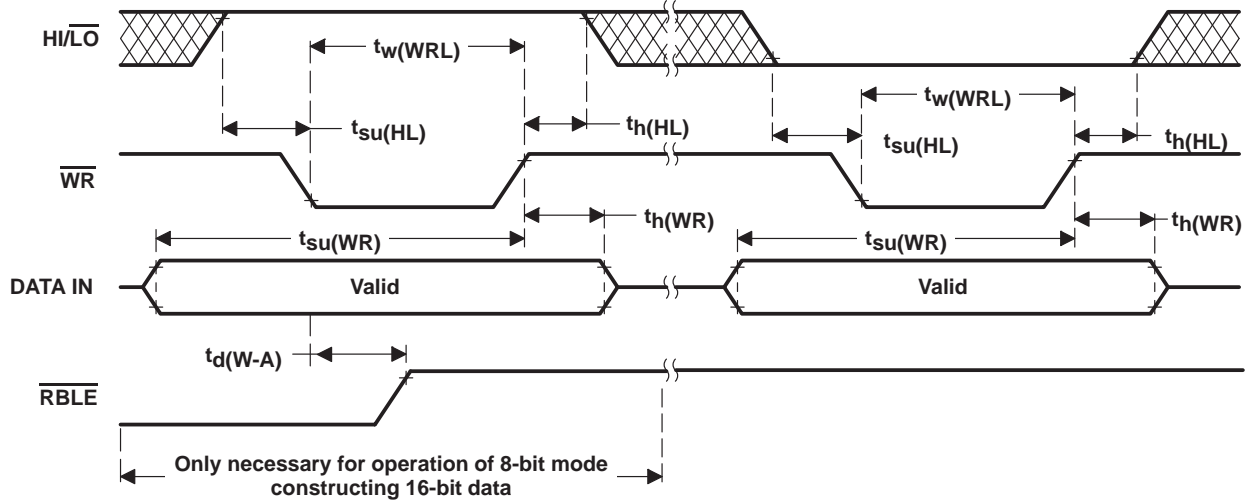 HI/LO
tw(WRL)
tsu(HL)
th(HL)
tw(WRL)
tsu(HL)
th(HL)
WR
th(WR)
tsu(WR)
th(WR)
tsu(WR)
DATA IN
Valid
Valid
td(W-A)
RBLE
Only necessary for operation of 8-bit mode
constructing 16-bit data